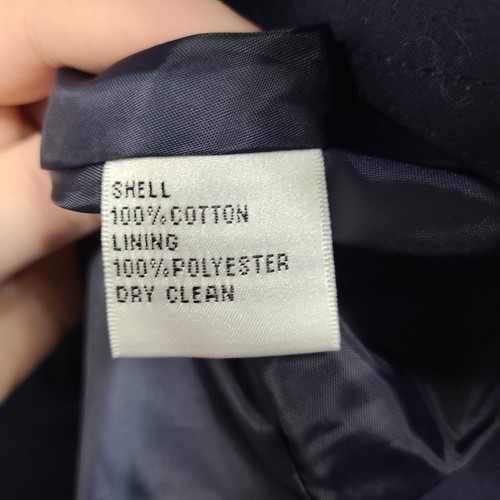 SHELL
100%COTTON
LINING
100%POLYESTER
DRY CLEAN